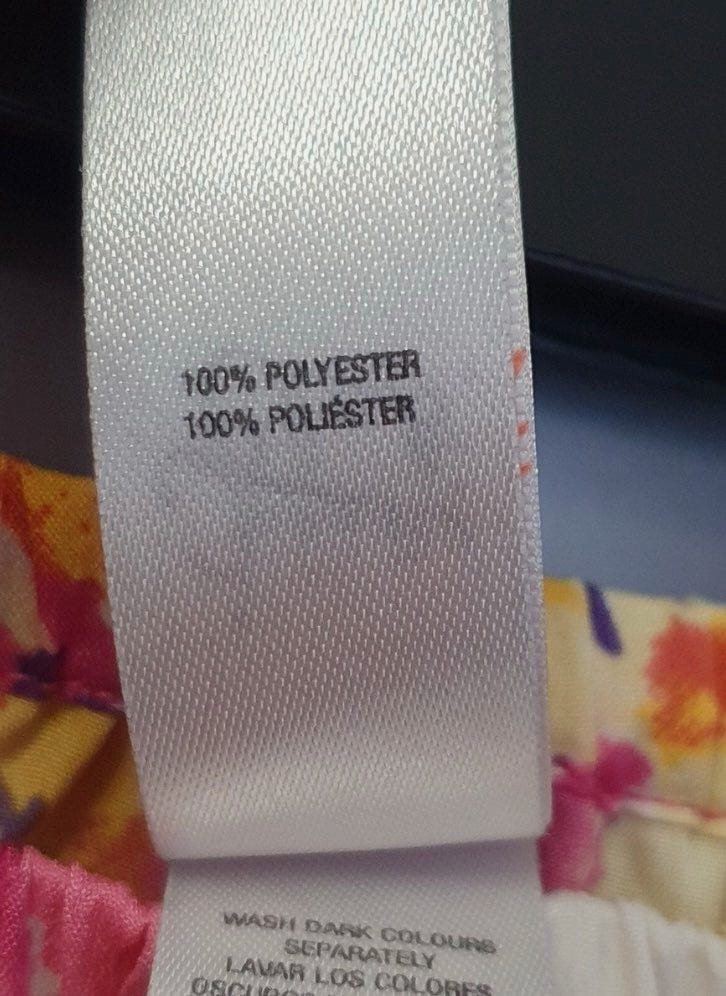 100% POLYESTER
100% POLIÉSTER
WASH DARK COLOURS
SEPARATELY
LAVAR LOS COLORES